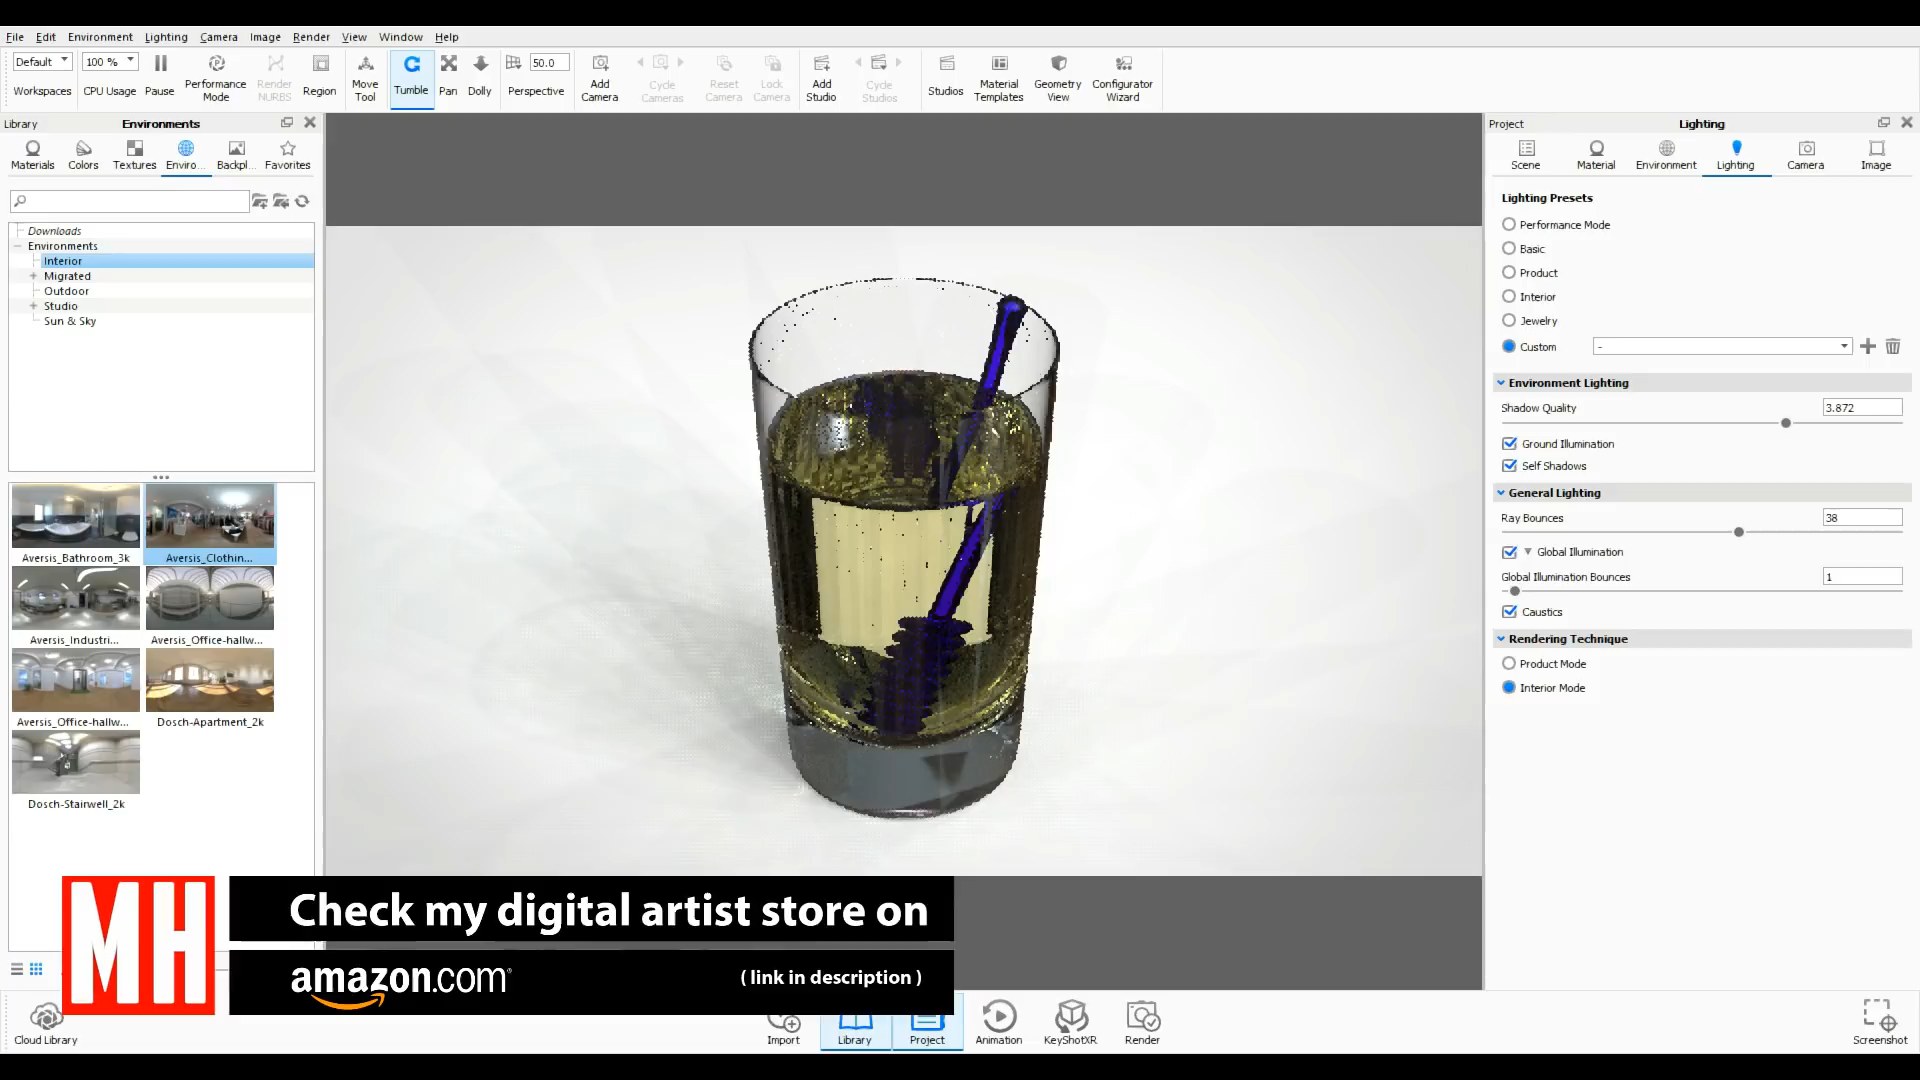 File Edit Environment Lighting Camera Image Render View Window Help
Default 100 % 50.0
Workspaces CPU Usage Pause Performance Mode Render NURBS Region Move Tool Tumble Pan Dolly Perspective Add Camera Cycle Cameras Reset Camera Lock Camera Add Studio Cycle Studios Studios Material Templates Geometry View Configurator Wizard
Library Environments
Materials Colors Textures Enviro... Backpl... Favorites
Downloads
Environments
Interior
Migrated
Outdoor
Studio
Sun & Sky
Aversis_Bathroom_3k Aversis_Clothin...
Aversis_Industri... Aversis_Office-hallw...
Aversis_Office-hallw... Dosch-Apartment_2k
Dosch-Stairwell_2k
Project Lighting
Scene Material Environment Lighting Camera Image
Lighting Presets
Performance Mode
Basic
Product
Interior
Jewelry
Custom -
Environment Lighting
Shadow Quality 3.872
Ground Illumination
Self Shadows
General Lighting
Ray Bounces 38
Global Illumination
Global Illumination Bounces 1
Caustics
Rendering Technique
Product Mode
Interior Mode
MH
Check my digital artist store on
amazon.com ( link in description )
Cloud Library Import Library Project Animation KeyShotXR Render Screenshot